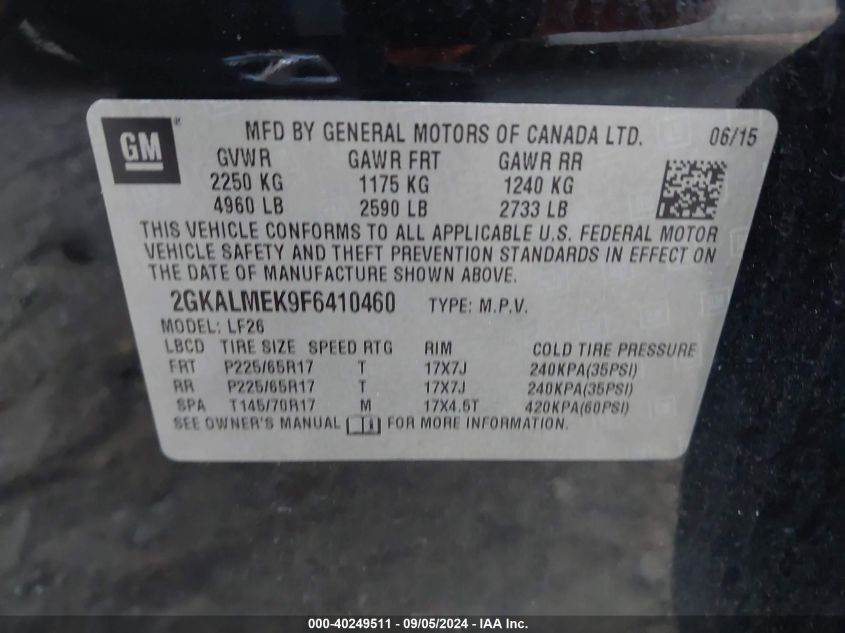 GM
MFD BY GENERAL MOTORS OF CANADA LTD. 06/15
GVWR GAWR FRT GAWR RR
2250 KG 1175 KG 1240 KG
4960 LB 2590 LB 2733 LB
THIS VEHICLE CONFORMS TO ALL APPLICABLE U.S. FEDERAL MOTOR
VEHICLE SAFETY AND THEFT PREVENTION STANDARDS IN EFFECT ON
THE DATE OF MANUFACTURE SHOWN ABOVE.
2GKALMEK9F6410460 TYPE: M.P.V.
MODEL: LF26
LBCD TIRE SIZE SPEED RTG RIM COLD TIRE PRESSURE
FRT P225/65R17 T 17X7J 240KPA(35PSI)
RR P225/65R17 T 17X7J 240KPA(35PSI)
SPA T145/70R17 M 17X4.5T 420KPA(60PSI)
SEE OWNER'S MANUAL FOR MORE INFORMATION.
000-40249511 - 09/05/2024 - IAA Inc.